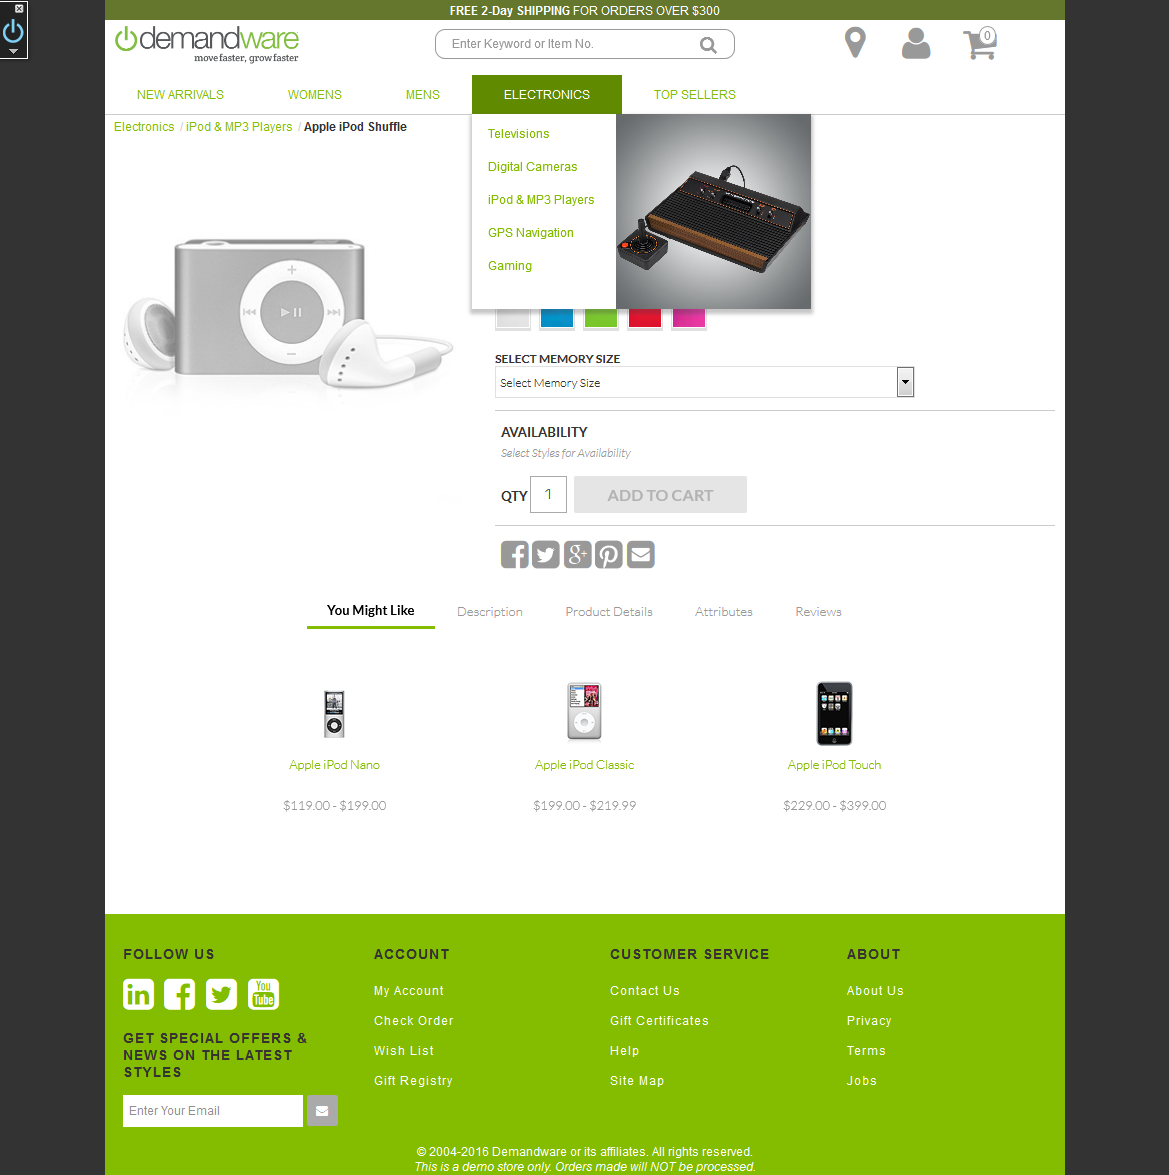 FREE 2-Day SHIPPING FOR ORDERS OVER $300
demandware
move faster, grow faster
Enter Keyword or Item No.
0
NEW ARRIVALS
WOMENS
MENS
ELECTRONICS
TOP SELLERS
Electronics / iPod & MP3 Players / Apple iPod Shuffle
Televisions
Digital Cameras
iPod & MP3 Players
GPS Navigation
Gaming
SELECT MEMORY SIZE
Select Memory Size
AVAILABILITY
Select Styles for Availability
QTY 1 ADD TO CART
You Might Like
Description
Product Details
Attributes
Reviews
Apple iPod Nano
$119.00 - $199.00
Apple iPod Classic
$199.00 - $219.99
Apple iPod Touch
$229.00 - $399.00
FOLLOW US
in
You
Tube
GET SPECIAL OFFERS &
NEWS ON THE LATEST
STYLES
Enter Your Email
ACCOUNT
My Account
Check Order
Wish List
Gift Registry
CUSTOMER SERVICE
Contact Us
Gift Certificates
Help
Site Map
ABOUT
About Us
Privacy
Terms
Jobs
© 2004-2016 Demandware or its affiliates. All rights reserved.
This is a demo store only. Orders made will NOT be processed.